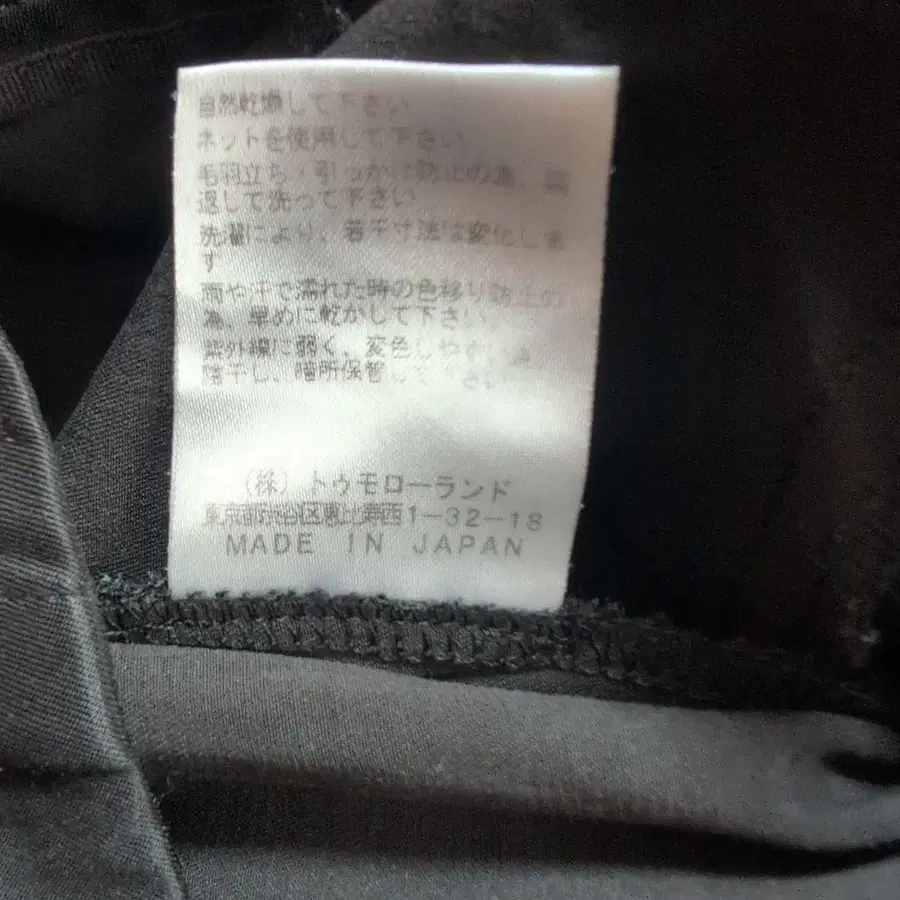 自然乾燥して下さい
ネットを使用して下さい
毛羽立ち・引っかけ防止の為、
返して洗って下さい
洗濯により、若干寸法は変化しま
す
雨や汗で濡れた時の色移り防止の
為、早めに乾かして下さい。
紫外線に弱く、変色しやすい為
陰干し、暗所保管して下さい
(株)トゥモローランド
東京都渋谷区恵比寿西1-32-18
MADE IN JAPAN